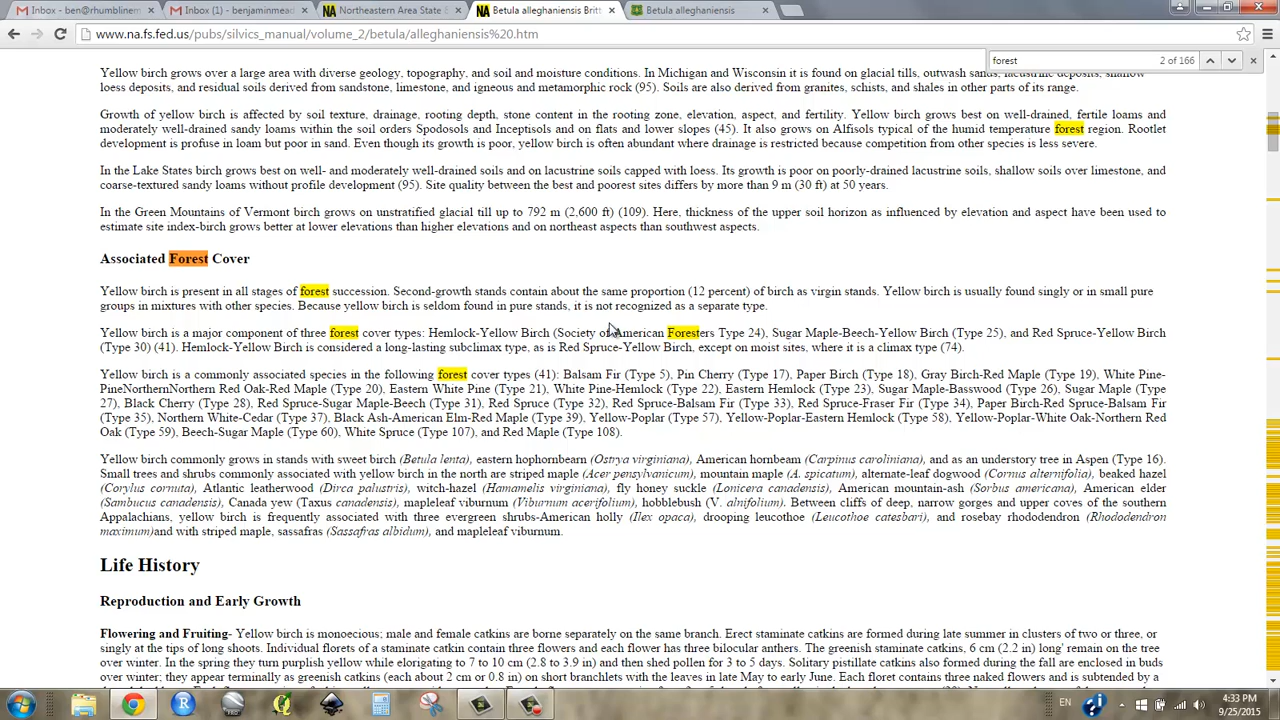 Inbox - ben@rhumblinem
Inbox (1) - benjaminmead
Northeastern Area State &
Betula alleghaniensis Britt
Betula alleghaniensis
www.na.fs.fed.us/pubs/silvics_manual/volume_2/betula/alleghaniensis%20.htm
forest 2 of 166
Yellow birch grows over a large area with diverse geology, topography, and soil and moisture conditions. In Michigan and Wisconsin it is found on glacial tills, outwash sands, lacustrine deposits, shallow
loess deposits, and residual soils derived from sandstone, limestone, and igneous and metamorphic rock (95). Soils are also derived from granites, schists, and shales in other parts of its range.
Growth of yellow birch is affected by soil texture, drainage, rooting depth, stone content in the rooting zone, elevation, aspect, and fertility. Yellow birch grows best on well-drained, fertile loams and
moderately well-drained sandy loams within the soil orders Spodosols and Inceptisols and on flats and lower slopes (45). It also grows on Alfisols typical of the humid temperature forest region. Rootlet
development is profuse in loam but poor in sand. Even though its growth is poor, yellow birch is often abundant where drainage is restricted because competition from other species is less severe.
In the Lake States birch grows best on well- and moderately well-drained soils and on lacustrine soils capped with loess. Its growth is poor on poorly-drained lacustrine soils, shallow soils over limestone, and
coarse-textured sandy loams without profile development (95). Site quality between the best and poorest sites differs by more than 9 m (30 ft) at 50 years.
In the Green Mountains of Vermont birch grows on unstratified glacial till up to 792 m (2,600 ft) (109). Here, thickness of the upper soil horizon as influenced by elevation and aspect have been used to
estimate site index-birch grows better at lower elevations than higher elevations and on northeast aspects than southwest aspects.
Associated Forest Cover
Yellow birch is present in all stages of forest succession. Second-growth stands contain about the same proportion (12 percent) of birch as virgin stands. Yellow birch is usually found singly or in small pure
groups in mixtures with other species. Because yellow birch is seldom found in pure stands, it is not recognized as a separate type.
Yellow birch is a major component of three forest cover types: Hemlock-Yellow Birch (Society of American Foresters Type 24), Sugar Maple-Beech-Yellow Birch (Type 25), and Red Spruce-Yellow Birch
(Type 30) (41). Hemlock-Yellow Birch is considered a long-lasting subclimax type, as is Red Spruce-Yellow Birch, except on moist sites, where it is a climax type (74).
Yellow birch is a commonly associated species in the following forest cover types (41): Balsam Fir (Type 5), Pin Cherry (Type 17), Paper Birch (Type 18), Gray Birch-Red Maple (Type 19), White Pine-
PineNorthernNorthern Red Oak-Red Maple (Type 20), Eastern White Pine (Type 21), White Pine-Hemlock (Type 22), Eastern Hemlock (Type 23), Sugar Maple-Basswood (Type 26), Sugar Maple (Type
27), Black Cherry (Type 28), Red Spruce-Sugar Maple-Beech (Type 31), Red Spruce (Type 32), Red Spruce-Balsam Fir (Type 33), Red Spruce-Fraser Fir (Type 34), Paper Birch-Red Spruce-Balsam Fir
(Type 35), Northern White-Cedar (Type 37), Black Ash-American Elm-Red Maple (Type 39), Yellow-Poplar (Type 57), Yellow-Poplar-Eastern Hemlock (Type 58), Yellow-Poplar-White Oak-Northern Red
Oak (Type 59), Beech-Sugar Maple (Type 60), White Spruce (Type 107), and Red Maple (Type 108).
Yellow birch commonly grows in stands with sweet birch (Betula lenta), eastern hophornbeam (Ostrya virginiana), American hornbeam (Carpinus caroliniana), and as an understory tree in Aspen (Type 16).
Small trees and shrubs commonly associated with yellow birch in the north are striped maple (Acer pensylvanicum), mountain maple (A. spicatum), alternate-leaf dogwood (Cornus alternifolia), beaked hazel
(Corylus cornuta), Atlantic leatherwood (Dirca palustris), witch-hazel (Hamamelis virginiana), fly honey suckle (Lonicera canadensis), American mountain-ash (Sorbus americana), American elder
(Sambucus canadensis), Canada yew (Taxus canadensis), mapleleaf viburnum (Viburnum acerifolium), hobblebush (V. alnifolium). Between cliffs of deep, narrow gorges and upper coves of the southern
Appalachians, yellow birch is frequently associated with three evergreen shrubs-American holly (Ilex opaca), drooping leucothoe (Leucothoe catesbari), and rosebay rhododendron (Rhododendron
maximum)and with striped maple, sassafras (Sassafras albidum), and mapleleaf viburnum.
Life History
Reproduction and Early Growth
Flowering and Fruiting- Yellow birch is monoecious; male and female catkins are borne separately on the same branch. Erect staminate catkins are formed during late summer in clusters of two or three, or
singly at the tips of long shoots. Individual florets of a staminate catkin contain three flowers and each flower has three bilocular anthers. The greenish staminate catkins, 6 cm (2.2 in) long' remain on the tree
over winter. In the spring they turn purplish yellow while elorigating to 7 to 10 cm (2.8 to 3.9 in) and then shed pollen for 3 to 5 days. Solitary pistillate catkins also formed during the fall are enclosed in buds
over winter; they appear terminally as greenish catkins (each about 2 cm or 0.8 in) on short branchlets with the leaves in late May to early June. Each floret contains three naked flowers and is subtended by a
EN
4:33 PM
9/25/2015